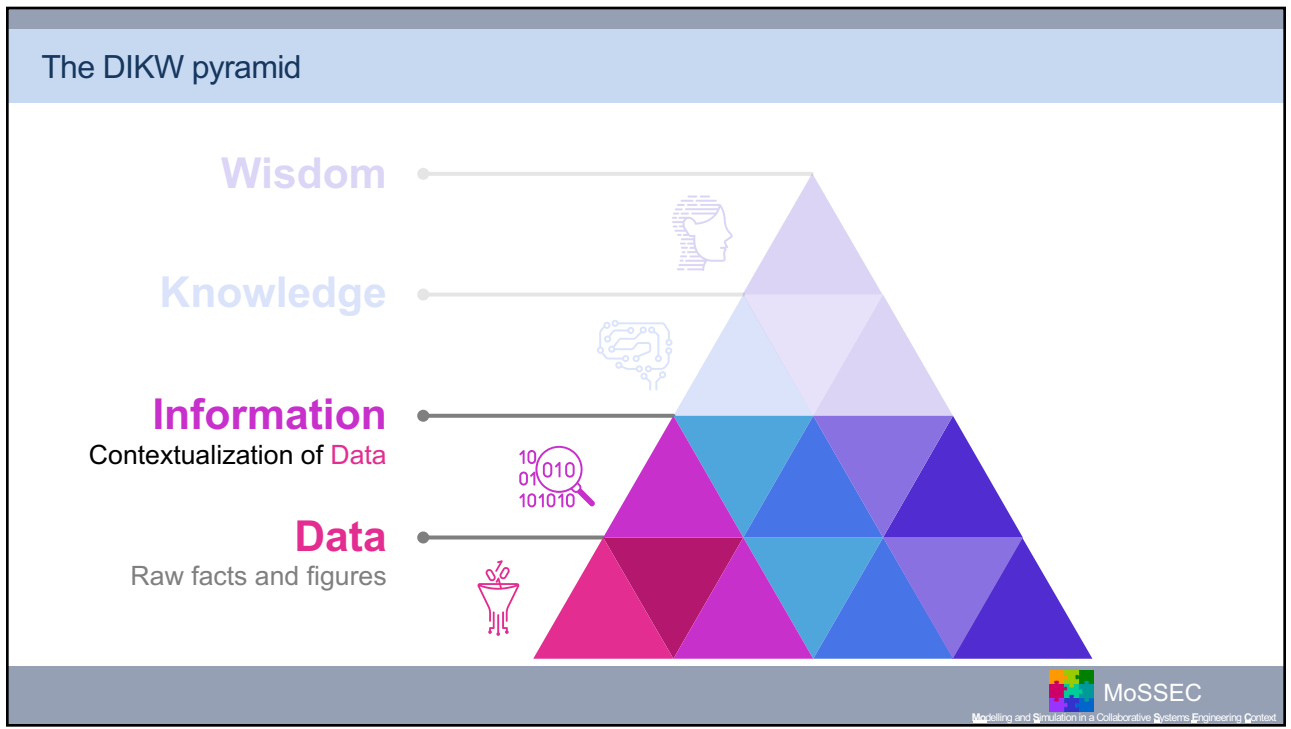 The DIKW pyramid
Wisdom
Knowledge
Information
Contextualization of Data
10
010
01
101010
Data
Raw facts and figures
MoSSEC
Modelling and Simulation in a Collaborative Systems Engineering Context